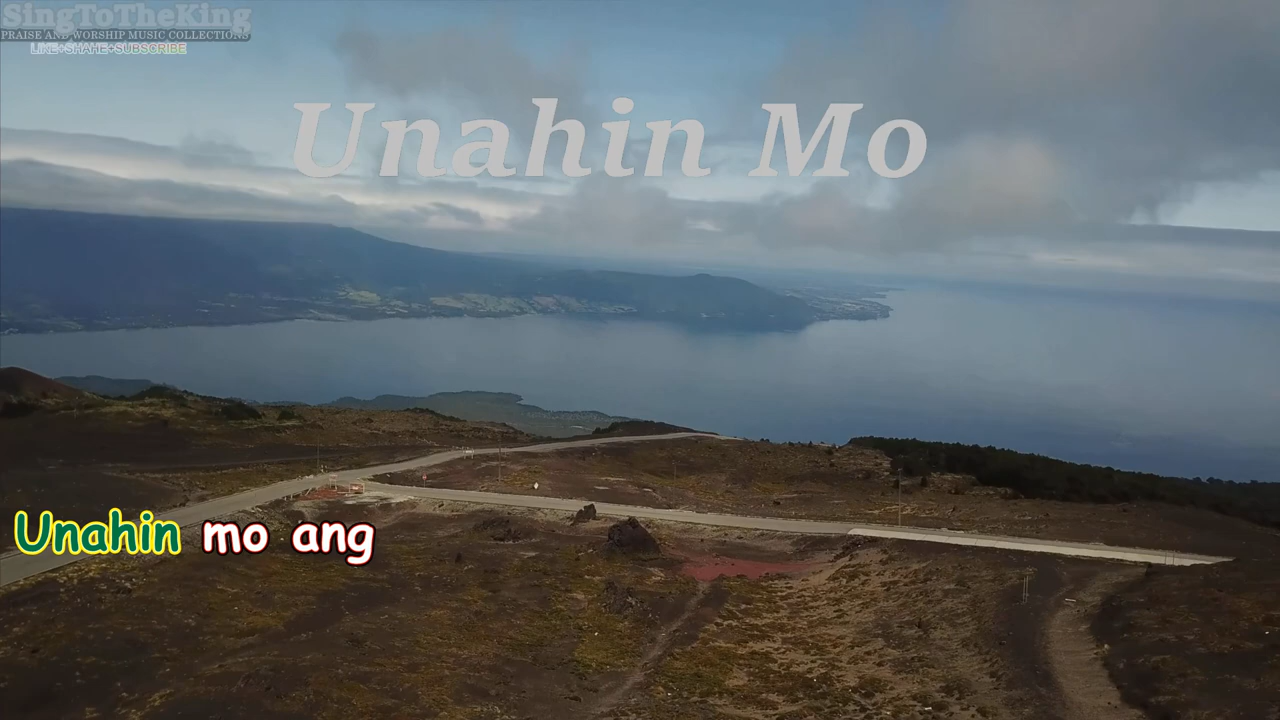 SingToTheKing
PRAISE AND WORSHIP MUSIC COLLECTIONS
LIKE+SHARE+SUBSCRIBE
Unahin Mo
Unahin mo ang